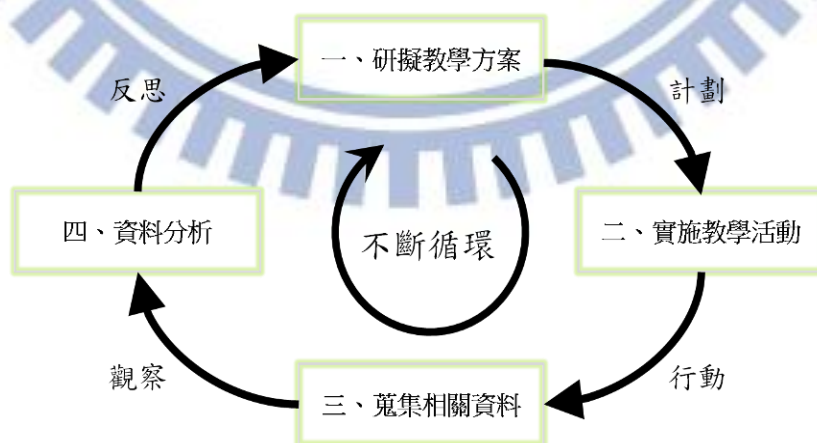 一、研擬教學方案
反思
計劃
四、資料分析
不斷循環
二、實施教學活動
觀察
行動
三、蒐集相關資料